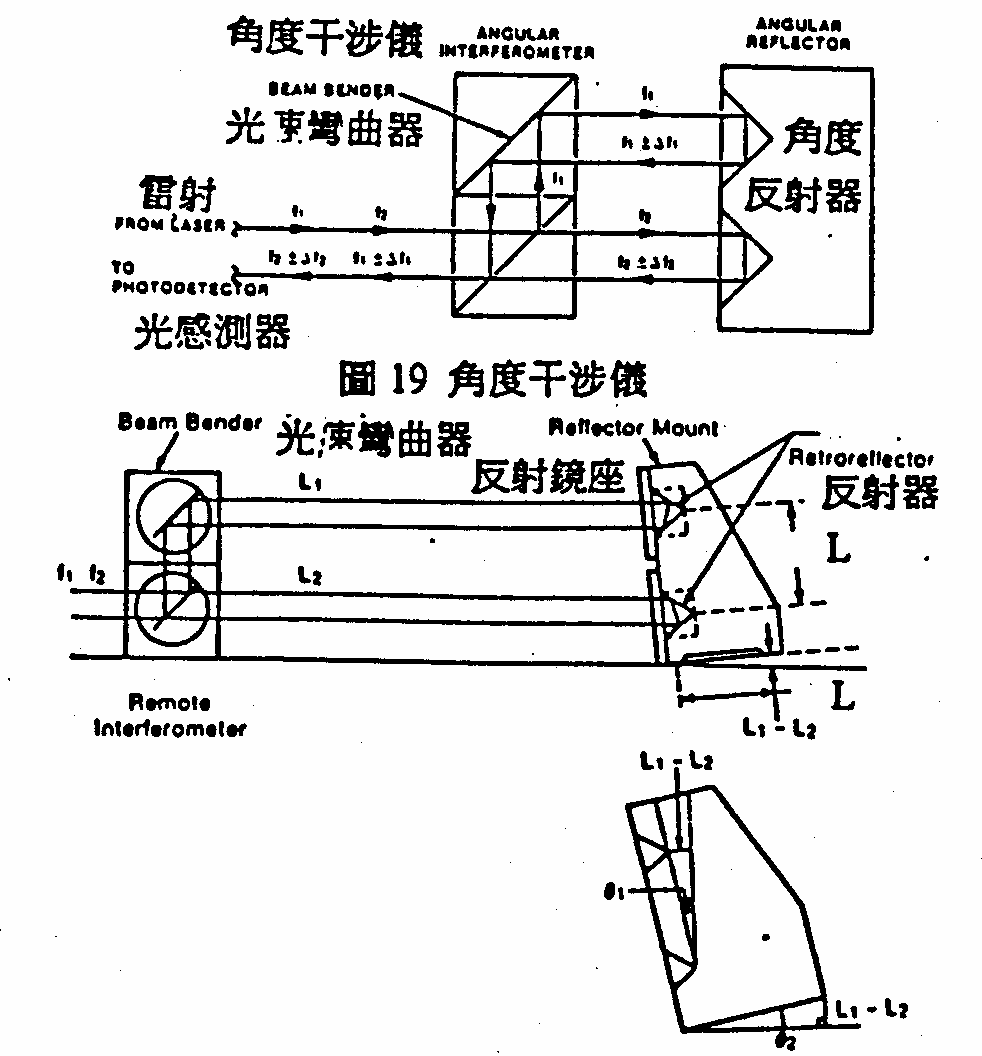 角度干涉儀
ANGULAR
INTERFEROMETER
ANGULAR
REFLECTOR
BEAM BENDER
光束彎曲器
f₁
f₁ ± Δf₁
f₁
角度
反射器
雷射
FROM LASER
f₁ f₂
f₂
f₂ ± Δf₂ f₁ ± Δf₁
f₂ ± Δf₂
TO
PHOTODETECTOR
光感測器
圖 19 角度干涉儀
Beam Bender
光束彎曲器
Reflector Mount
反射鏡座
Retroreflector
反射器
L₁
L
f₁ f₂
L₂
L
L₁ - L₂
Remote
Interferometer
L₁ - L₂
θ₁
L₁ - L₂
θ₂